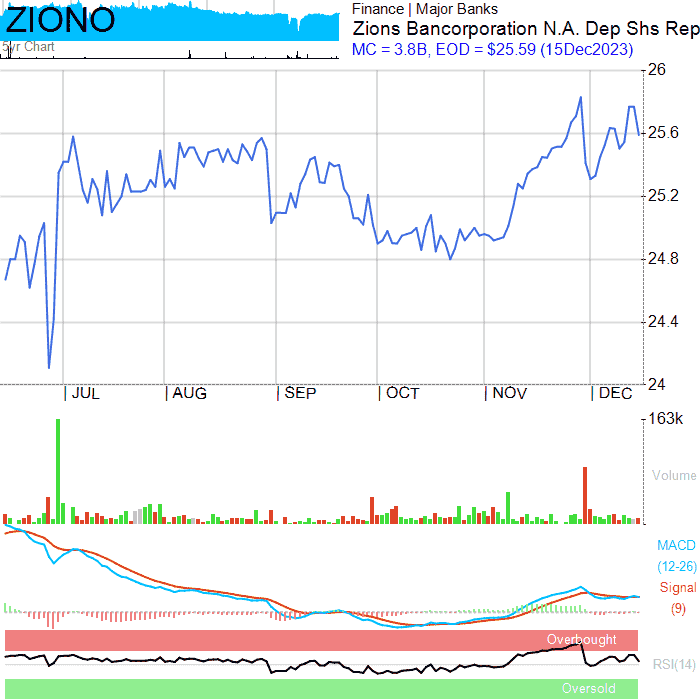 ZIONO
5yr Chart
Finance | Major Banks
Zions Bancorporation N.A. Dep Shs Rep
MC = 3.8B, EOD = $25.59 (15Dec2023)
26
25.6
25.2
24.8
24.4
24
| JUL | AUG | SEP | OCT | NOV | DEC
163k
Volume
MACD
(12-26)
Signal
(9)
Overbought
RSI(14)
Oversold